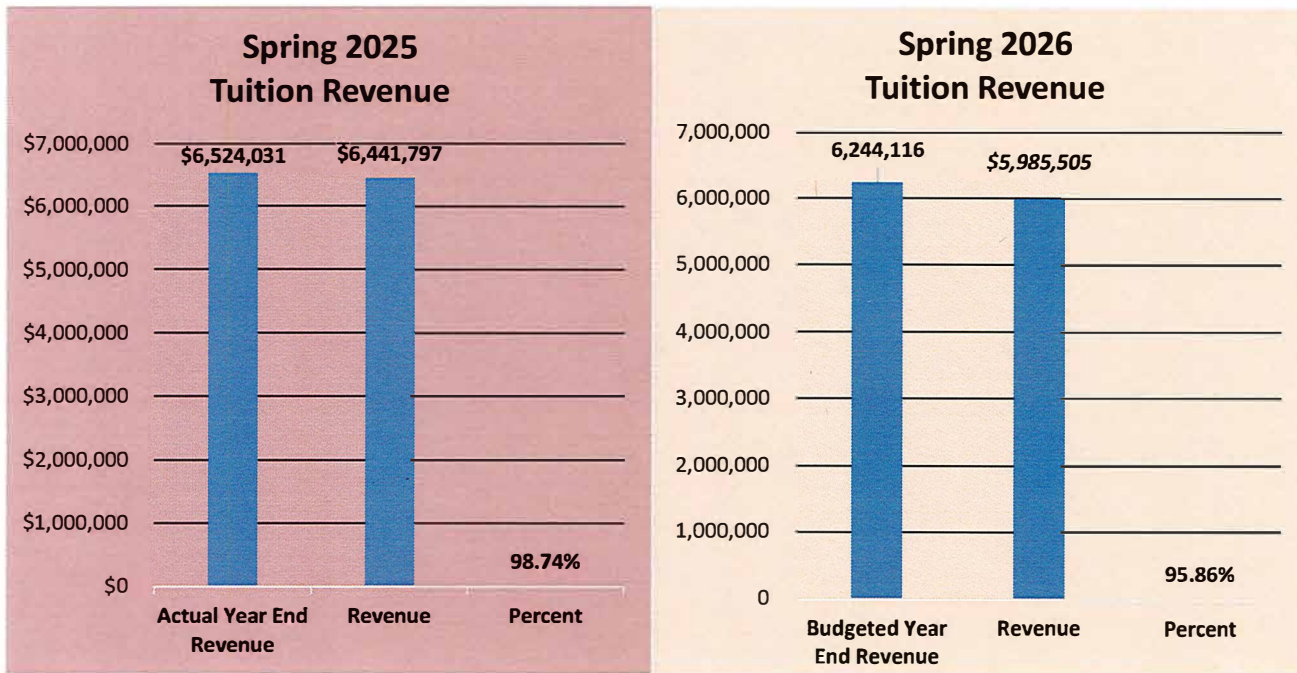 Spring 2025
Tuition Revenue
$7,000,000
$6,000,000
$5,000,000
$4,000,000
$3,000,000
$2,000,000
$1,000,000
$0
$6,524,031
$6,441,797
98.74%
Actual Year End
Revenue
Revenue
Percent
Spring 2026
Tuition Revenue
7,000,000
6,000,000
5,000,000
4,000,000
3,000,000
2,000,000
1,000,000
0
6,244,116
$5,985,505
95.86%
Budgeted Year
End Revenue
Revenue
Percent